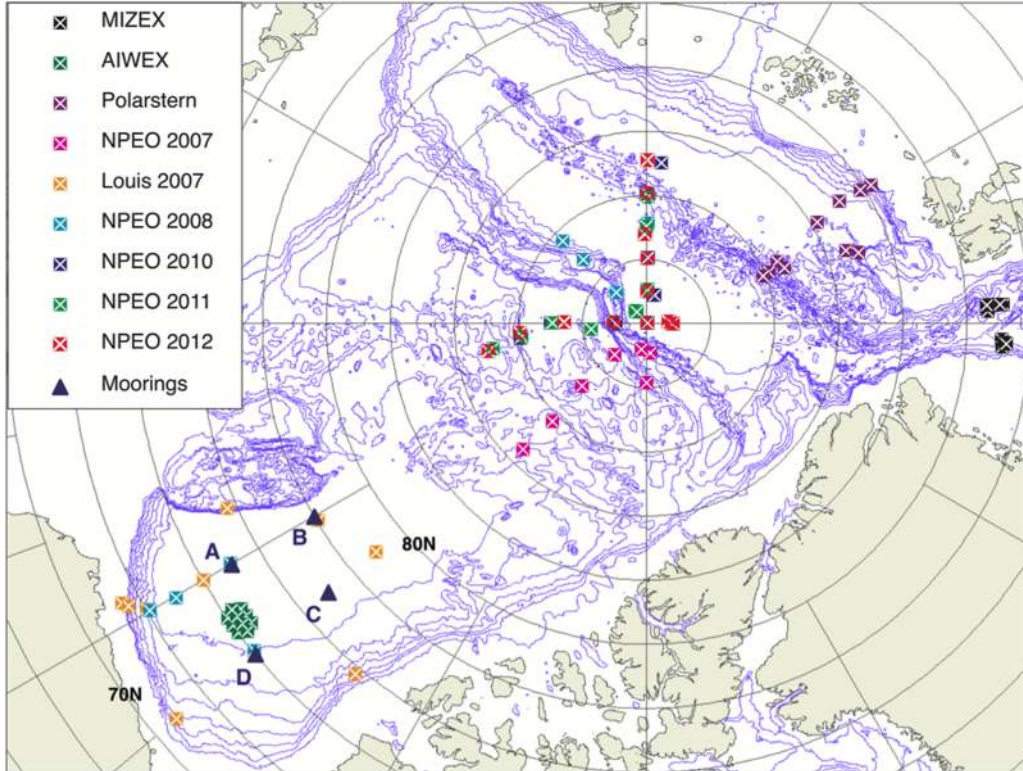 MIZEX
AIWEX
Polarstern
NPEO 2007
Louis 2007
NPEO 2008
NPEO 2010
NPEO 2011
NPEO 2012
Moorings
A
B
80N
C
D
70N